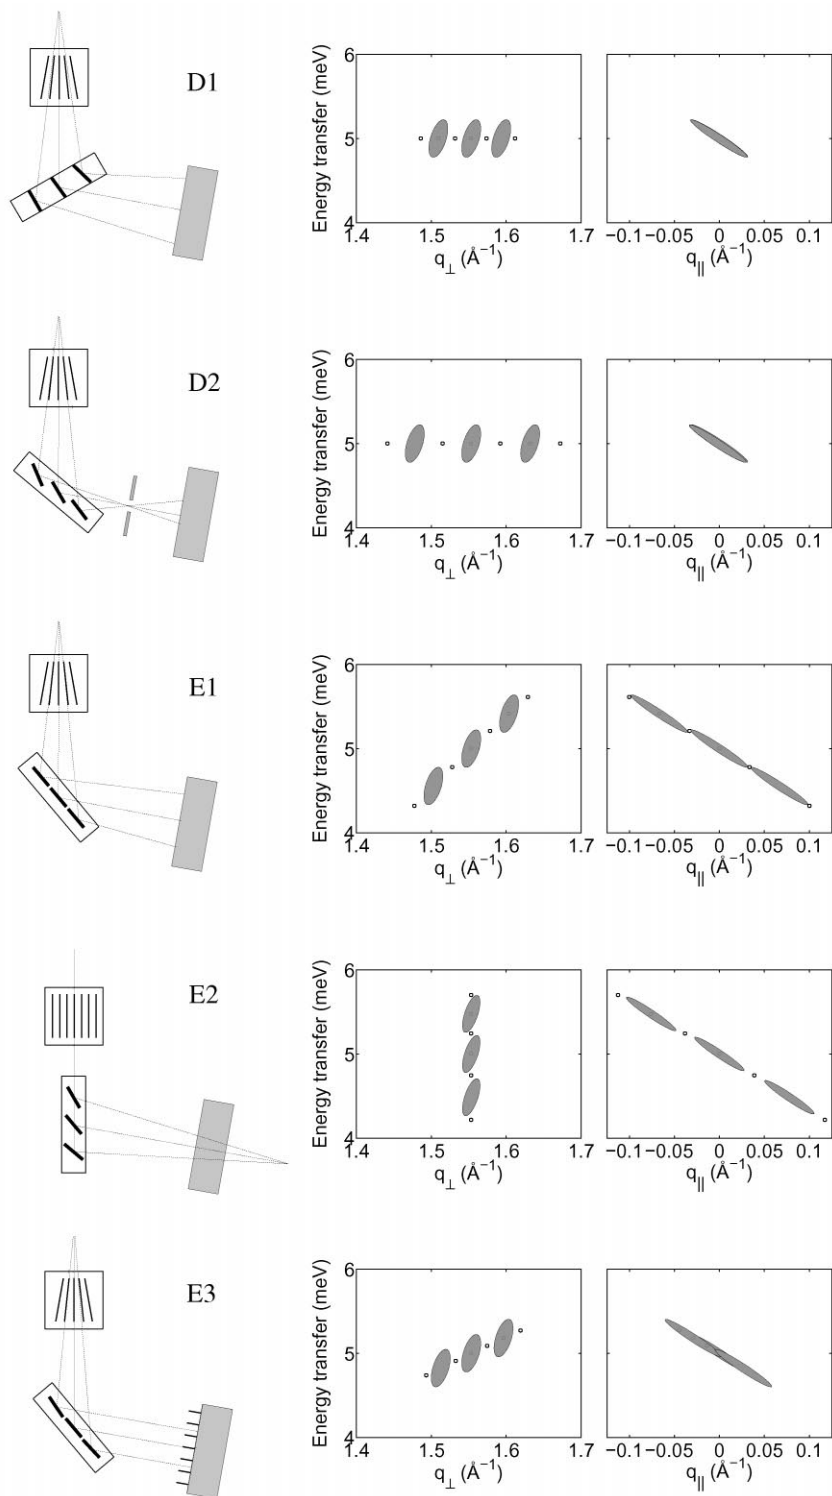 D1
Energy transfer (meV)
6
5
4
1.4 1.5 1.6 1.7
q⊥ (Å⁻¹)
−0.1 −0.05 0 0.05 0.1
q|| (Å⁻¹)
D2
Energy transfer (meV)
6
5
4
1.4 1.5 1.6 1.7
q⊥ (Å⁻¹)
−0.1 −0.05 0 0.05 0.1
q|| (Å⁻¹)
E1
Energy transfer (meV)
6
5
4
1.4 1.5 1.6 1.7
q⊥ (Å⁻¹)
−0.1 −0.05 0 0.05 0.1
q|| (Å⁻¹)
E2
Energy transfer (meV)
6
5
4
1.4 1.5 1.6 1.7
q⊥ (Å⁻¹)
−0.1 −0.05 0 0.05 0.1
q|| (Å⁻¹)
E3
Energy transfer (meV)
6
5
4
1.4 1.5 1.6 1.7
q⊥ (Å⁻¹)
−0.1 −0.05 0 0.05 0.1
q|| (Å⁻¹)